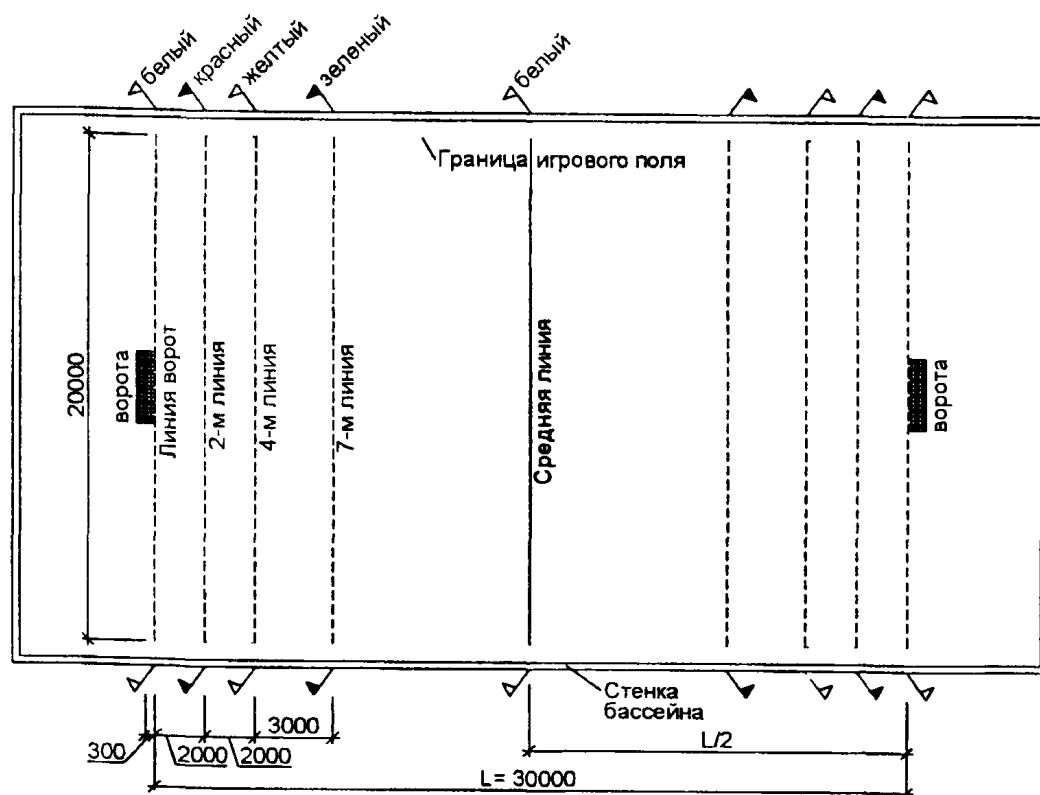 белый
красный
желтый
зеленый
белый
Граница игрового поля
20000
ворота
Линия ворот
2-м линия
4-м линия
7-м линия
Средняя линия
ворота
Стенка
бассейна
300
2000
2000
3000
L/2
L= 30000